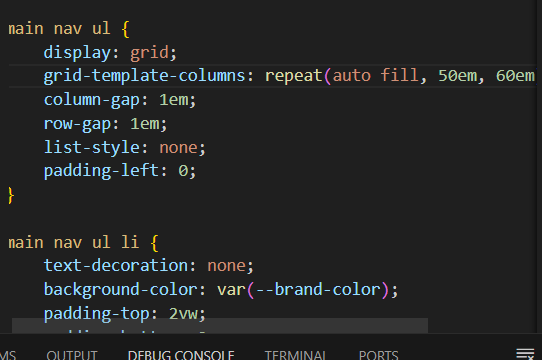 main nav ul {
display: grid;
grid-template-columns: repeat(auto fill, 50em, 60em
column-gap: 1em;
row-gap: 1em;
list-style: none;
padding-left: 0;
}
main nav ul li {
text-decoration: none;
background-color: var(--brand-color);
padding-top: 2vw;
OUTPUT DEBUG CONSOLE TERMINAL PORTS